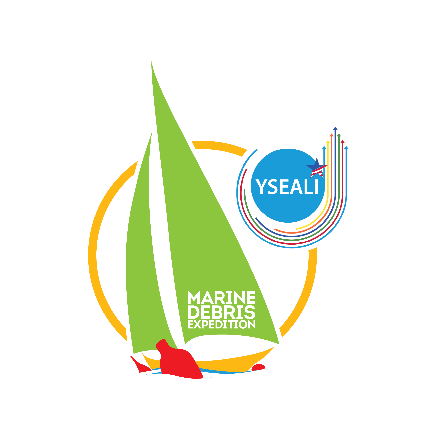 YSEALI
MARINE
DEBRIS
EXPEDITION